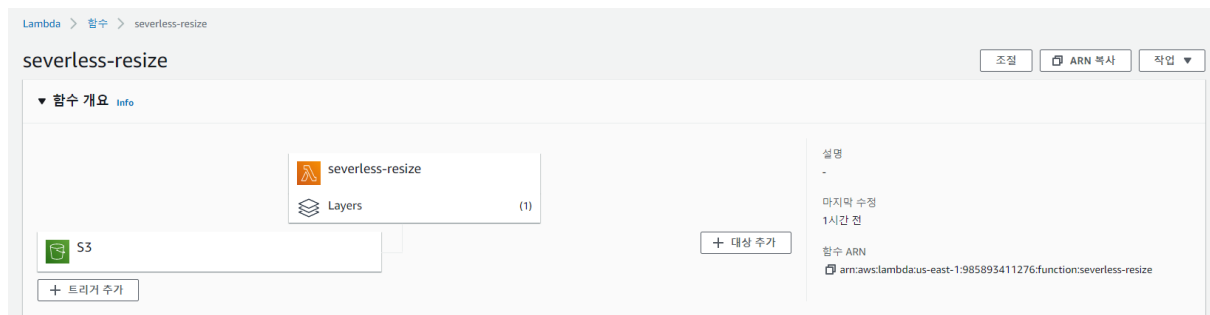 Lambda > 함수 > severless-resize
severless-resize
조절
ARN 복사
작업 ▼
▼ 함수 개요 Info
severless-resize
Layers (1)
S3
+ 트리거 추가
+ 대상 추가
설명
-
마지막 수정
1시간 전
함수 ARN
arn:aws:lambda:us-east-1:985893411276:function:severless-resize